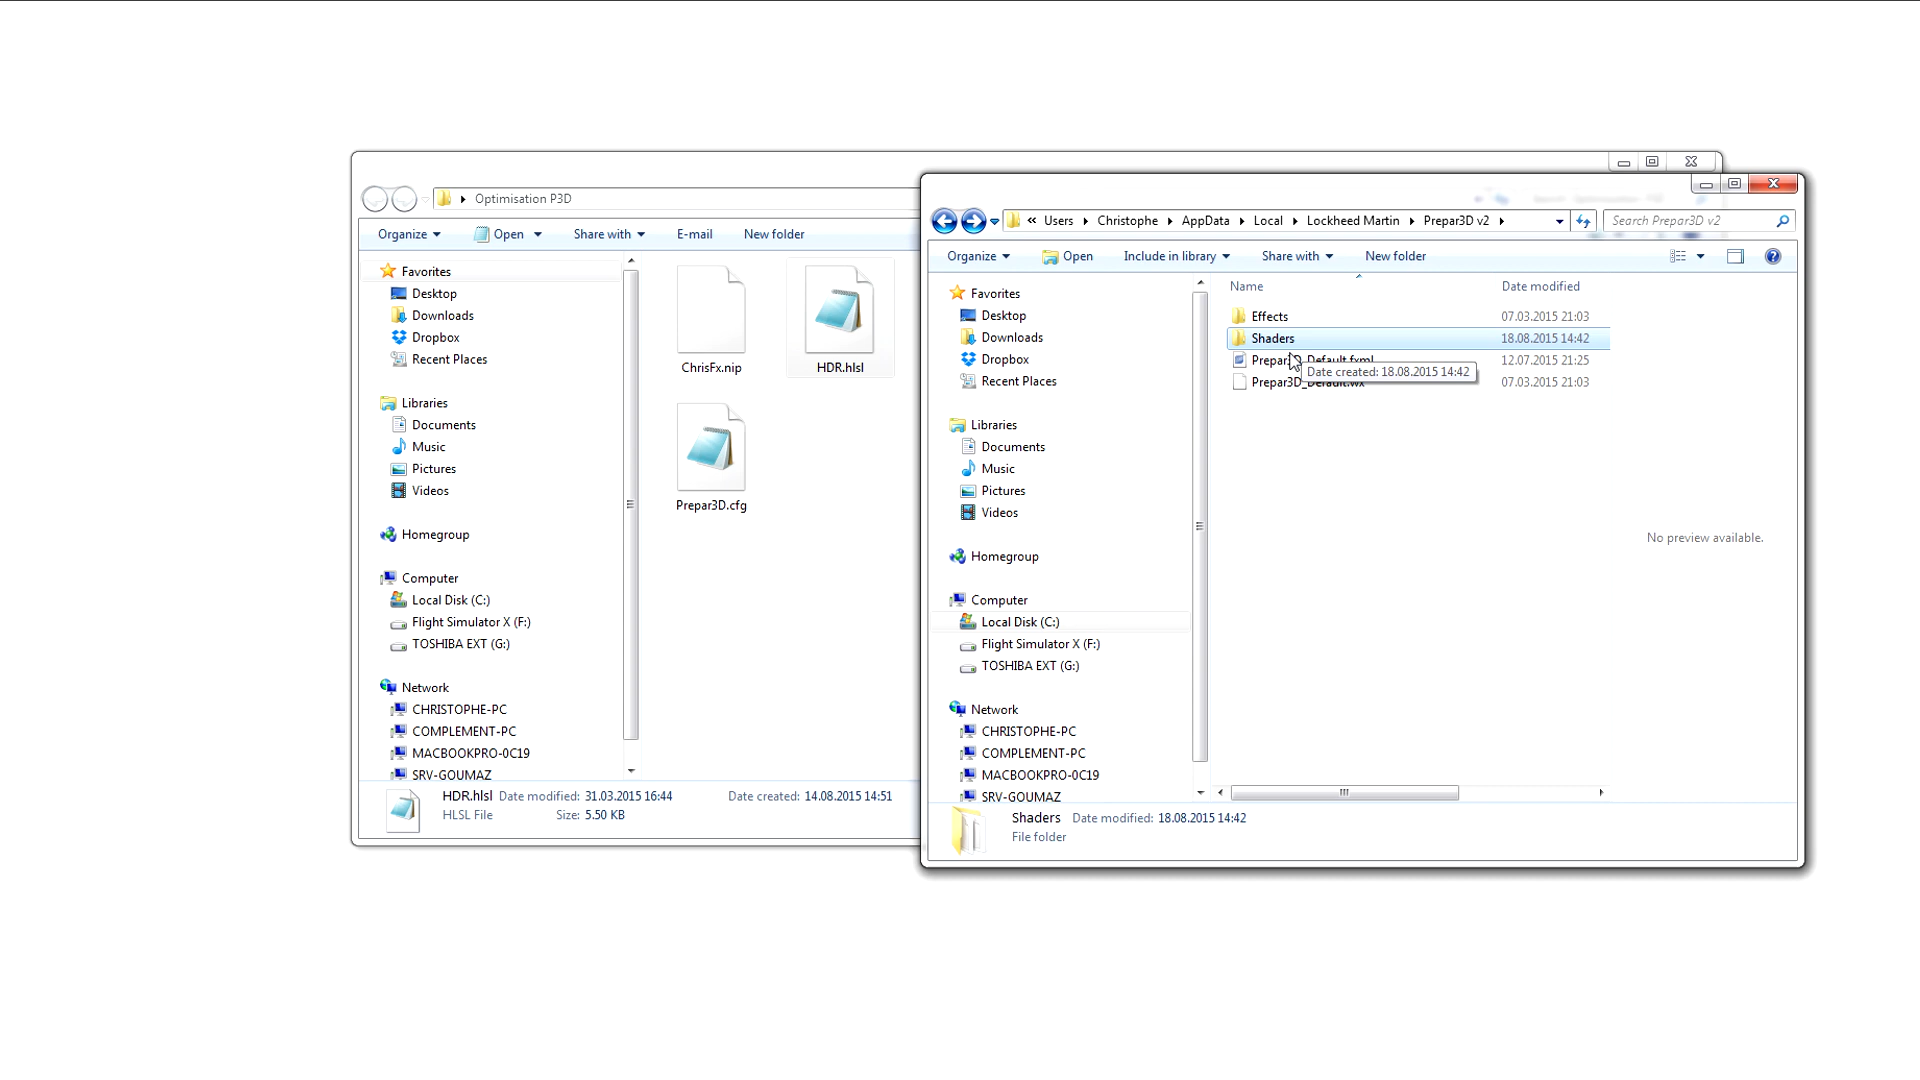 Optimisation P3D
Organize Open Share with E-mail New folder
Favorites
Desktop
Downloads
Dropbox
Recent Places
Libraries
Documents
Music
Pictures
Videos
Homegroup
Computer
Local Disk (C:)
Flight Simulator X (F:)
TOSHIBA EXT (G:)
Network
CHRISTOPHE-PC
COMPLEMENT-PC
MACBOOKPRO-0C19
SRV-GOUMAZ
ChrisFx.nip
HDR.hlsl
Prepar3D.cfg
HDR.hlsl Date modified: 31.03.2015 16:44 Date created: 14.08.2015 14:51
HLSL File Size: 5.50 KB
« Users Christophe AppData Local Lockheed Martin Prepar3D v2 Search Prepar3D v2
Organize Open Include in library Share with New folder
Favorites
Desktop
Downloads
Dropbox
Recent Places
Libraries
Documents
Music
Pictures
Videos
Homegroup
Computer
Local Disk (C:)
Flight Simulator X (F:)
TOSHIBA EXT (G:)
Network
CHRISTOPHE-PC
COMPLEMENT-PC
MACBOOKPRO-0C19
SRV-GOUMAZ
Name Date modified
Effects 07.03.2015 21:03
Shaders 18.08.2015 14:42
Prepar3D_Default.fxml 12.07.2015 21:25
Date created: 18.08.2015 14:42
Prepar3D_Default.wx 07.03.2015 21:03
No preview available.
Shaders Date modified: 18.08.2015 14:42
File folder